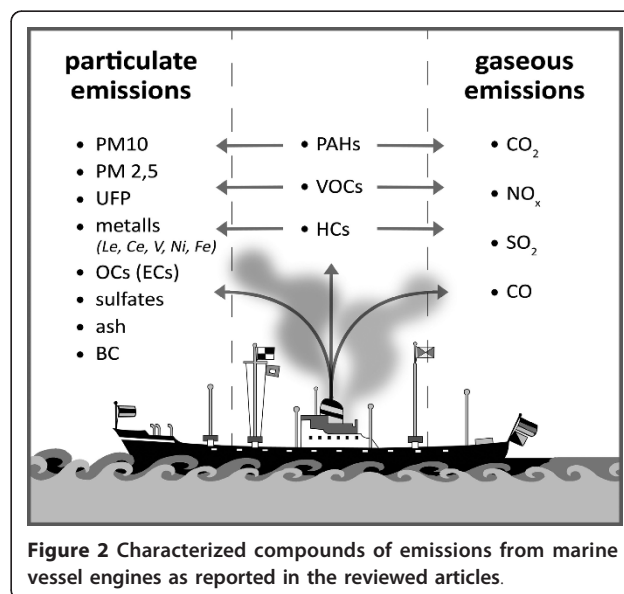 particulate
emissions
• PM10
• PM 2,5
• UFP
• metalls
(Le, Ce, V, Ni, Fe)
• OCs (ECs)
• sulfates
• ash
• BC
• PAHs
• VOCs
• HCs
gaseous
emissions
• CO₂
• NOₓ
• SO₂
• CO
Figure 2 Characterized compounds of emissions from marine
vessel engines as reported in the reviewed articles.